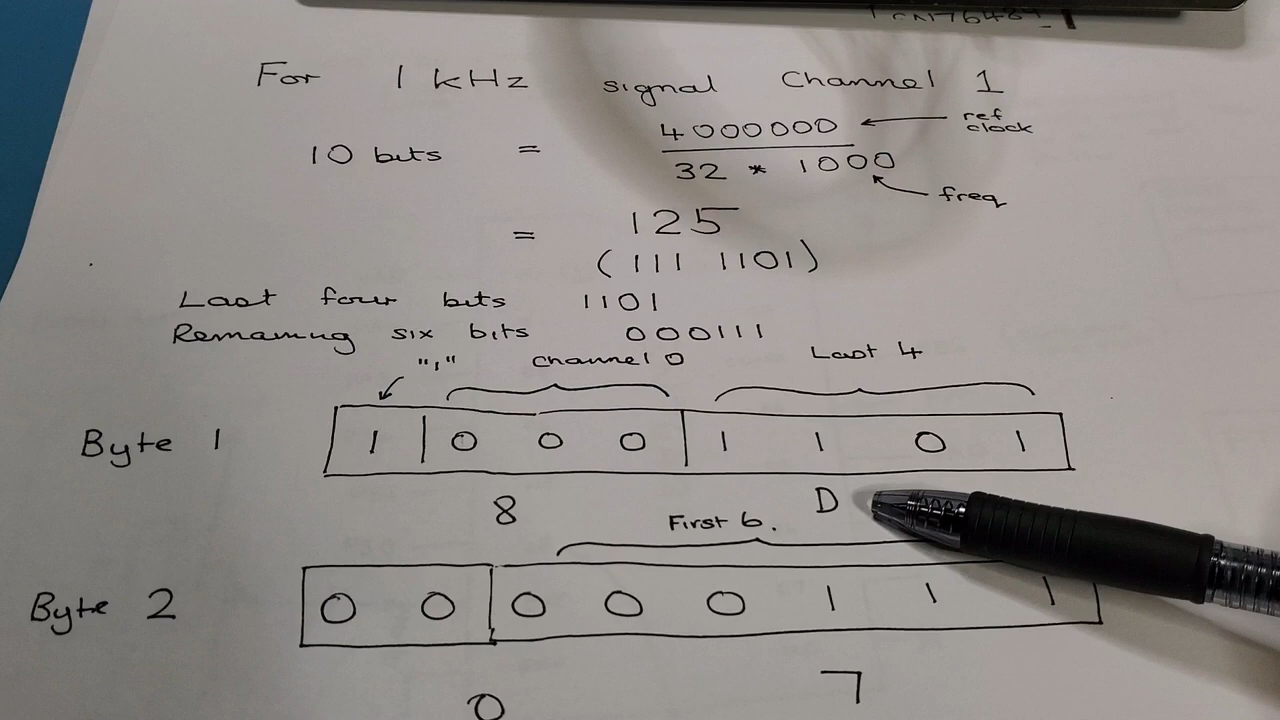 For 1 kHz signal Channel 1
10 bits = 4000000 ref clock
32 * 1000 freq
= 125
(111 1101)
Last four bits 1101
Remaining six bits 000111
"1" Channel 0 Last 4
Byte 1 1 0 0 0 1 1 0 1
8 D
First 6.
Byte 2 0 0 0 0 0 1 1 1
0 7